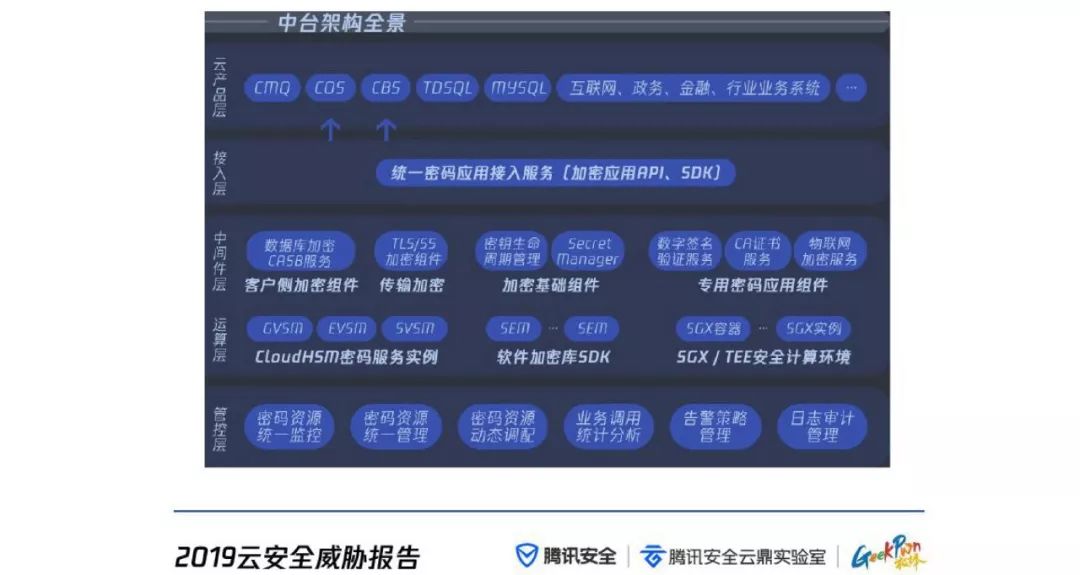 中台架构全景
云产品层
CMQ COS CBS TDSQL MYSQL 互联网、政务、金融、行业业务系统 ...
接入层
统一密码应用接入服务（加密应用API、SDK）
中间件层
数据库加密 CASB服务
TLS/SS 加密组件
密钥生命 周期管理
Secret Manager
数字签名 验证服务
CA证书 服务
物联网 加密服务
客户侧加密组件 传输加密 加密基础组件 专用密码应用组件
运算层
GVSM EVSM SVSM SEM ... SEM SGX容器 ... SGX实例
CloudHSM密码服务实例 软件加密库SDK SGX / TEE安全计算环境
管控层
密码资源 统一监控
密码资源 统一管理
密码资源 动态调配
业务调用 统计分析
告警策略 管理
日志审计 管理
2019云安全威胁报告 腾讯安全 腾讯安全云鼎实验室 GeekPwn